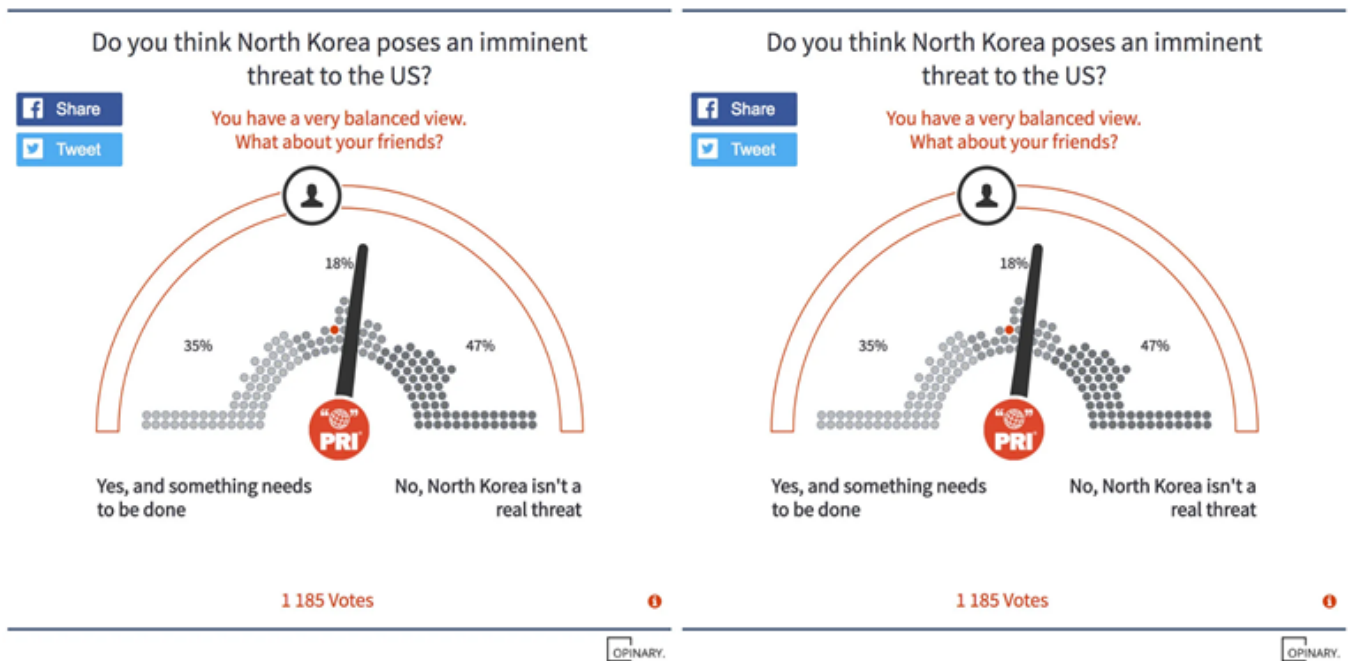 Do you think North Korea poses an imminent
threat to the US?
Share
Tweet
You have a very balanced view.
What about your friends?
18%
35%
47%
“ ”
PRI
Yes, and something needs
to be done
No, North Korea isn't a
real threat
1 185 Votes
OPINARY.
Do you think North Korea poses an imminent
threat to the US?
Share
Tweet
You have a very balanced view.
What about your friends?
18%
35%
47%
“ ”
PRI
Yes, and something needs
to be done
No, North Korea isn't a
real threat
1 185 Votes
OPINARY.